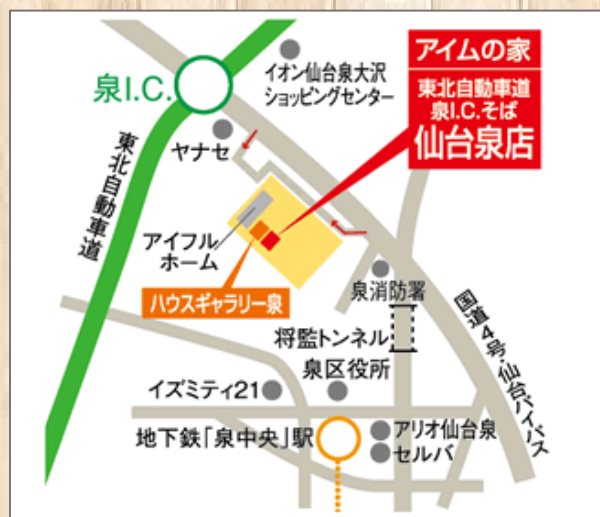 アイムの家
東北自動車道
泉I.C.そば
仙台泉店
泉I.C.
イオン仙台泉大沢
ショッピングセンター
ヤナセ
東北自動車道
アイフル
ホーム
ハウスギャラリー泉
泉消防署
国道4号・仙台バイパス
将監トンネル
泉区役所
イズミティ21
地下鉄「泉中央」駅
アリオ仙台泉
セルバ